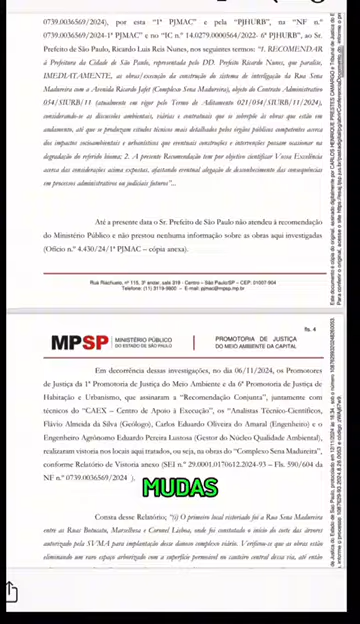 0739.0036569/2024), por esta “1ª PJMAC” e pela “PJHURB”, na “NF n.º
0739.0036569/2024-1ª PJMAC” e no “IC n.º 14.0279.0000564/2022- 6ª PJHURB”, ao Sr.
Prefeito de São Paulo, Ricardo Luis Reis Nunes, nos seguintes termos: “1. RECOMENDAR
à Prefeitura da Cidade de São Paulo, representada pelo DD. Prefeito Ricardo Nunes, que paralise,
IMEDIATAMENTE, as obras/execução da construção de sistema de interligação da Rua Sena
Madureira com a Avenida Ricardo Jafet (Complexo Sena Madureira), objeto do Contrato Administrativo
054/SIURB/11 (atualmente em vigor pelo Termo de Aditamento 021/054/SIURB/11/2024),
considerando-se as discussões ambientais, viárias e contratuais que se sobrepõe às obras que estão em
andamento, até que se produzam estudos técnicos mais detalhados pelos órgãos públicos competentes acerca
dos impactos socioambientais e urbanísticos que eventuais construções e intervenções possam ocasionar na
degradação do referido bioma; 2. A presente Recomendação tem por objetivo cientificar Vossa Excelência
acerca das considerações acima expostas, afastando eventual alegação de desconhecimento das consequências
em processos administrativos ou judiciais futuros”...
Até a presente data o Sr. Prefeito de São Paulo não atendeu à recomendação
do Ministério Público e não prestou nenhuma informação sobre as obras aqui investigadas
(Ofício n.º 4.430/24/1ª PJMAC – cópia anexa).
Rua Riachuelo, nº 115, 3º andar, sala 318 - Centro – São Paulo/SP – CEP: 01007-904
Telefone: (11) 3119-9800 – E-mail: pjmac@mpsp.mp.br
fls. 4
MPSP MINISTÉRIO PÚBLICO
DO ESTADO DE SÃO PAULO
PROMOTORIA DE JUSTIÇA
DO MEIO AMBIENTE DA CAPITAL
Em decorrência dessas investigações, no dia 06/11/2024, os Promotores
de Justiça da 1ª Promotoria de Justiça do Meio Ambiente e da 6ª Promotoria de Justiça de
Habitação e Urbanismo, que assinaram a “Recomendação Conjunta”, juntamente com
técnicos do “CAEX – Centro de Apoio à Execução”, os “Analistas Técnico-Científicos,
Flávio Almeida da Silva (Geólogo), Carlos Eduardo Oliveira do Amaral (Engenheiro) e o
Engenheiro Agrônomo Eduardo Pereira Lustosa (Gestor do Núcleo Qualidade Ambiental),
realizaram vistoria nos locais aqui tratados, ou seja, na obras do “Complexo Sena Madureira”,
conforme Relatório de Vistoria anexo (SEI n.º 29.0001.0170612.2024-93 – Fls. 590/604 da
NF n.º 0739.0036569/2024 ).
MUDAS
Consta desse Relatório; “(i) O primeiro local vistoriado foi a Rua Sena Madureira
entre as Ruas Botucatu, Marselhesa e Coronel Lisboa, onde foi constatado o início do corte das árvores
autorizado pela SVMA para implantação desse danoso complexo viário. Verificou-se que as obras estão
eliminando um raro espaço arborizado com a superfície permeável no canteiro central dessa via, até então